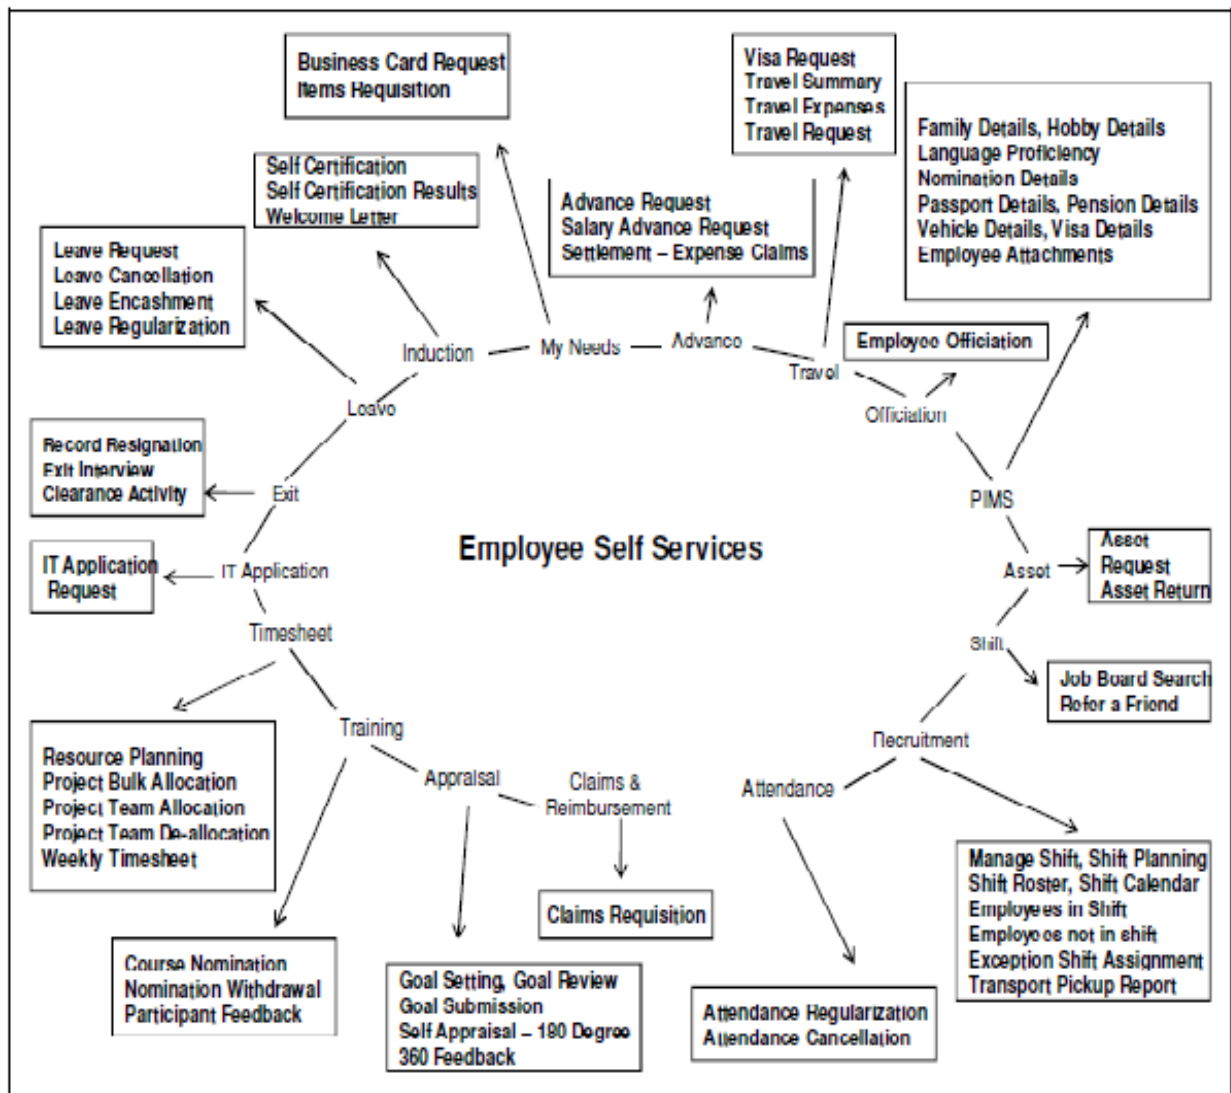 Business Card Request
Items Requisition
Visa Request
Travel Summary
Travel Expenses
Travel Request
Family Details, Hobby Details
Language Proficiency
Nomination Details
Passport Details, Pension Details
Vehicle Details, Visa Details
Employee Attachments
Self Certification
Self Certification Results
Welcome Letter
Advance Request
Salary Advance Request
Settlement – Expense Claims
Leave Request
Leave Cancellation
Leave Encashment
Leave Regularization
Induction
My Needs
Advance
Travel
Employee Officiation
Leave
Officiation
Record Resignation
Exit Interview
Clearance Activity
Exit
PIMS
Employee Self Services
IT Application
Request
IT Application
Asset
Asset
Request
Asset Return
Timesheet
Shift
Job Board Search
Refer a Friend
Training
Recruitment
Resource Planning
Project Bulk Allocation
Project Team Allocation
Project Team De-allocation
Weekly Timesheet
Appraisal
Claims &
Reimbursement
Attendance
Manage Shift, Shift Planning
Shift Roster, Shift Calendar
Employees in Shift
Employees not in shift
Exception Shift Assignment
Transport Pickup Report
Claims Requisition
Course Nomination
Nomination Withdrawal
Participant Feedback
Goal Setting, Goal Review
Goal Submission
Self Appraisal – 180 Degree
360 Feedback
Attendance Regularization
Attendance Cancellation